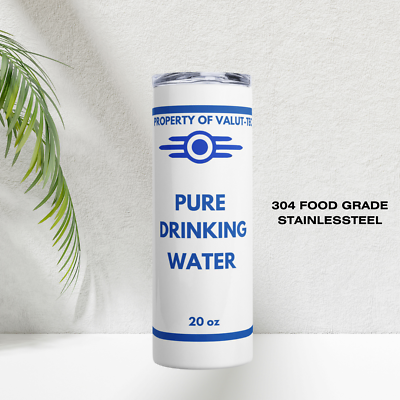 PROPERTY OF VALUT-TEC
PURE
DRINKING
WATER
20 oz
304 FOOD GRADE
STAINLESSTEEL